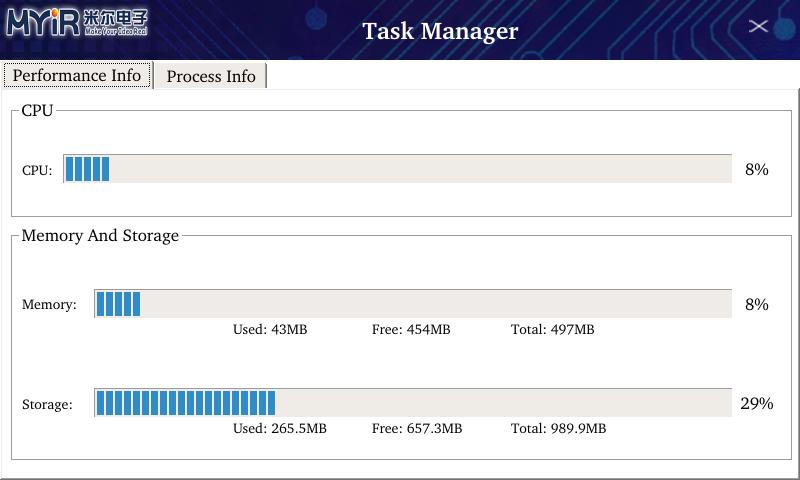 MYiR 米尔电子
Make Your Idea Real
Task Manager
Performance Info Process Info
CPU
CPU: 8%
Memory And Storage
Memory: 8%
Used: 43MB Free: 454MB Total: 497MB
Storage: 29%
Used: 265.5MB Free: 657.3MB Total: 989.9MB